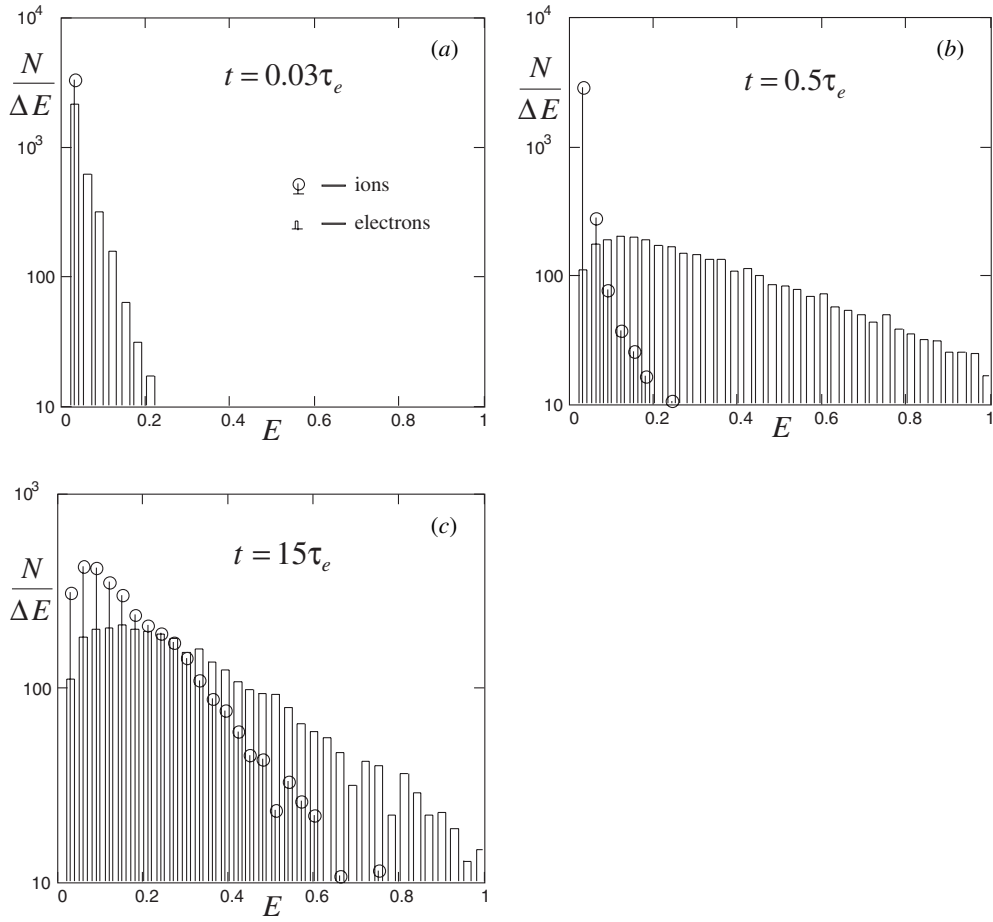 10⁴
(a)
N
ΔE
t = 0.03τₑ
10³
ions
electrons
100
10
0 0.2 0.4 0.6 0.8 1
E
10⁴
(b)
N
ΔE
t = 0.5τₑ
10³
100
10
0 0.2 0.4 0.6 0.8 1
E
10³
(c)
N
ΔE
t = 15τₑ
100
10
0 0.2 0.4 0.6 0.8 1
E